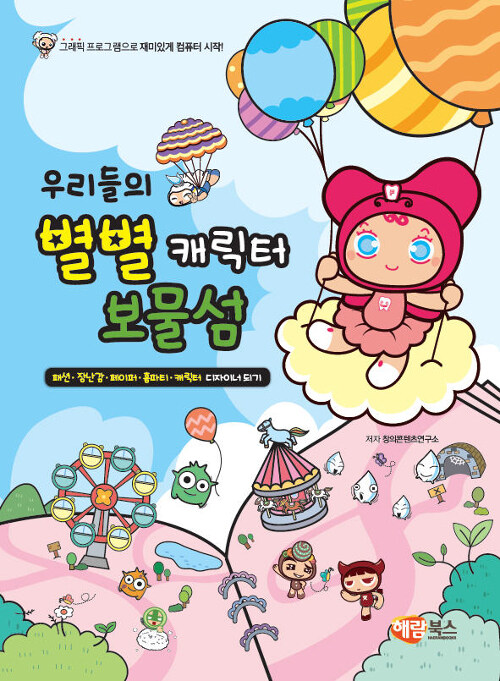 그래픽 프로그램으로 재미있게 컴퓨터 시작!
우리들의
별별 캐릭터
보물섬
패션·장난감·페이퍼·홈파티·캐릭터 디자이너 되기
저자 창의콘텐츠연구소
해람북스